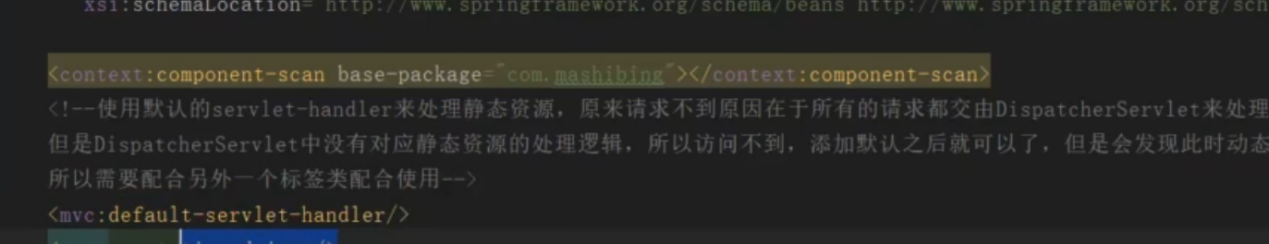 xsi:schemaLocation="http://www.springframework.org/schema/beans http://www.springframework.org/sch
<context:component-scan base-package="com.mashibing"></context:component-scan>
<!--使用默认的servlet-handler来处理静态资源，原来请求不到原因在于所有的请求都交由DispatcherServlet来处理
但是DispatcherServlet中没有对应静态资源的处理逻辑，所以访问不到，添加默认之后就可以了，但是会发现此时动态
所以需要配合另外一个标签类配合使用-->
<mvc:default-servlet-handler/>